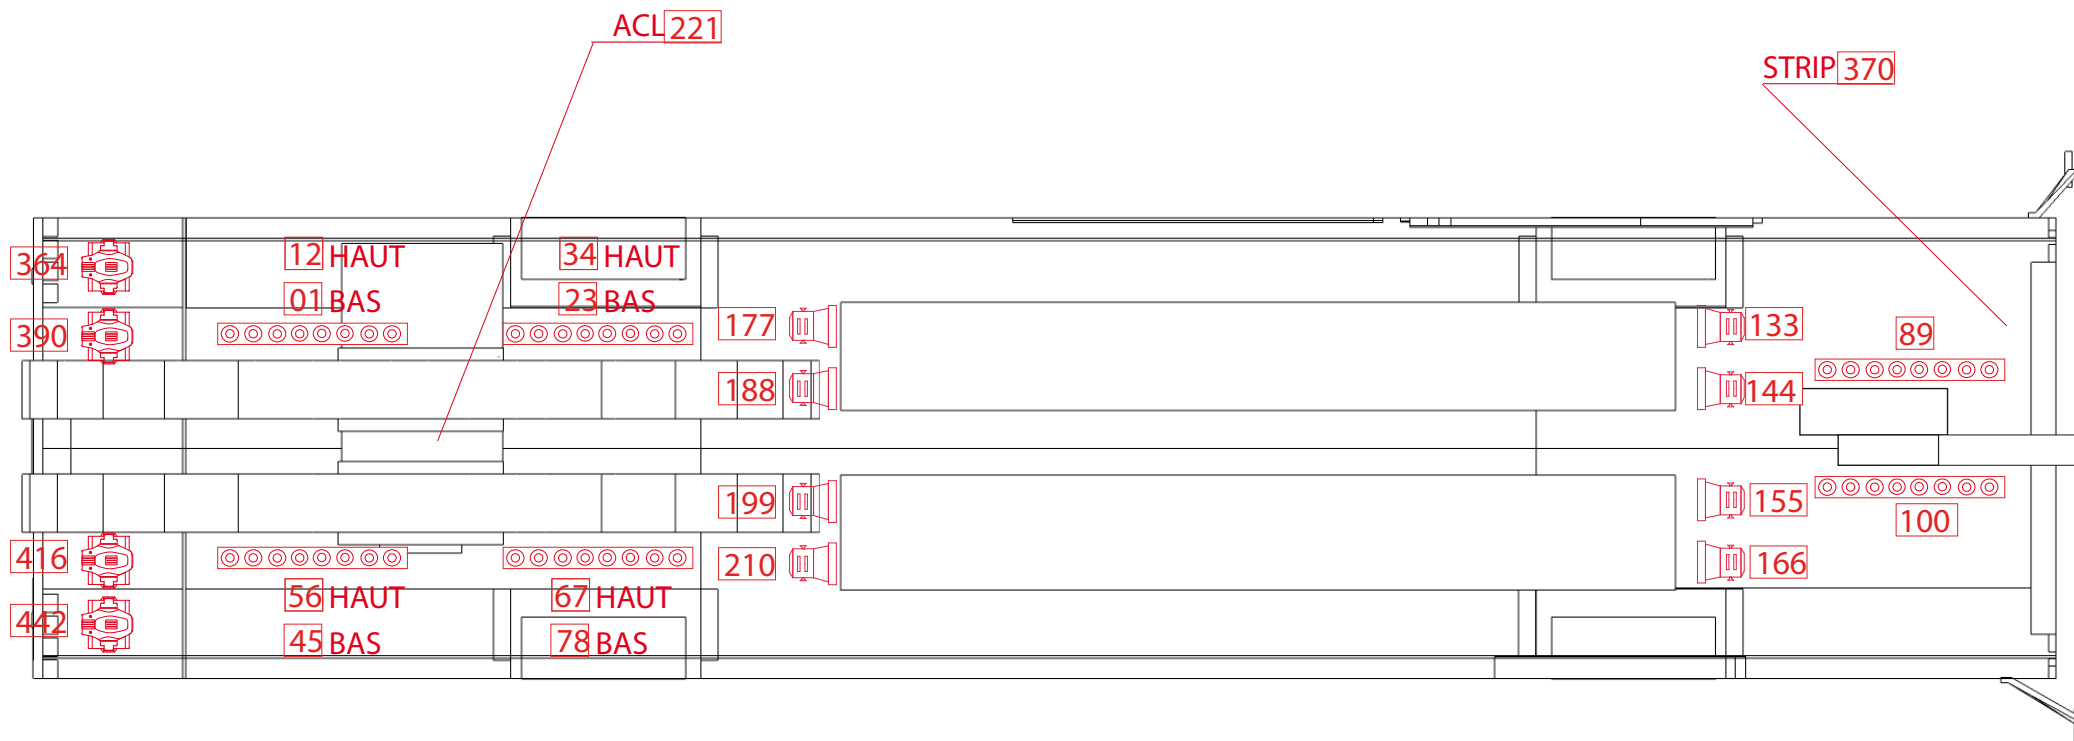 ACL 221
STRIP 370
364
12 HAUT
34 HAUT
01 BAS
23 BAS
390
177
133
89
188
144
199
155
100
416
210
166
56 HAUT
67 HAUT
442
45 BAS
78 BAS